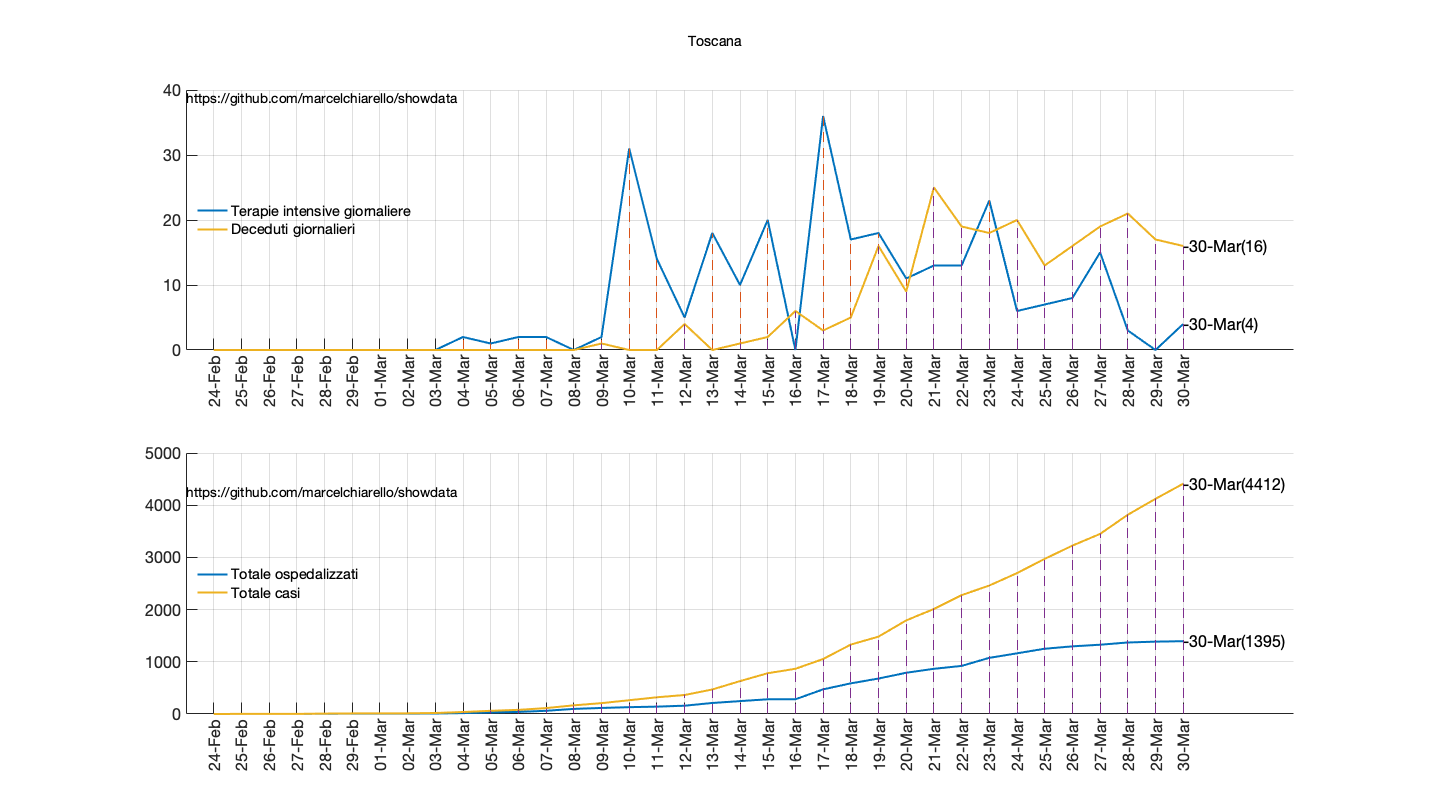 Toscana
40
https://github.com/marcelchiarello/showdata
30
Terapie intensive giornaliere
20
Deceduti giornalieri
30-Mar(16)
10
30-Mar(4)
0
24-Feb
25-Feb
26-Feb
27-Feb
28-Feb
29-Feb
01-Mar
02-Mar
03-Mar
04-Mar
05-Mar
06-Mar
07-Mar
08-Mar
09-Mar
10-Mar
11-Mar
12-Mar
13-Mar
14-Mar
15-Mar
16-Mar
17-Mar
18-Mar
19-Mar
20-Mar
21-Mar
22-Mar
23-Mar
24-Mar
25-Mar
26-Mar
27-Mar
28-Mar
29-Mar
30-Mar
5000
30-Mar(4412)
https://github.com/marcelchiarello/showdata
4000
3000
Totale ospedalizzati
Totale casi
2000
30-Mar(1395)
1000
0
24-Feb
25-Feb
26-Feb
27-Feb
28-Feb
29-Feb
01-Mar
02-Mar
03-Mar
04-Mar
05-Mar
06-Mar
07-Mar
08-Mar
09-Mar
10-Mar
11-Mar
12-Mar
13-Mar
14-Mar
15-Mar
16-Mar
17-Mar
18-Mar
19-Mar
20-Mar
21-Mar
22-Mar
23-Mar
24-Mar
25-Mar
26-Mar
27-Mar
28-Mar
29-Mar
30-Mar